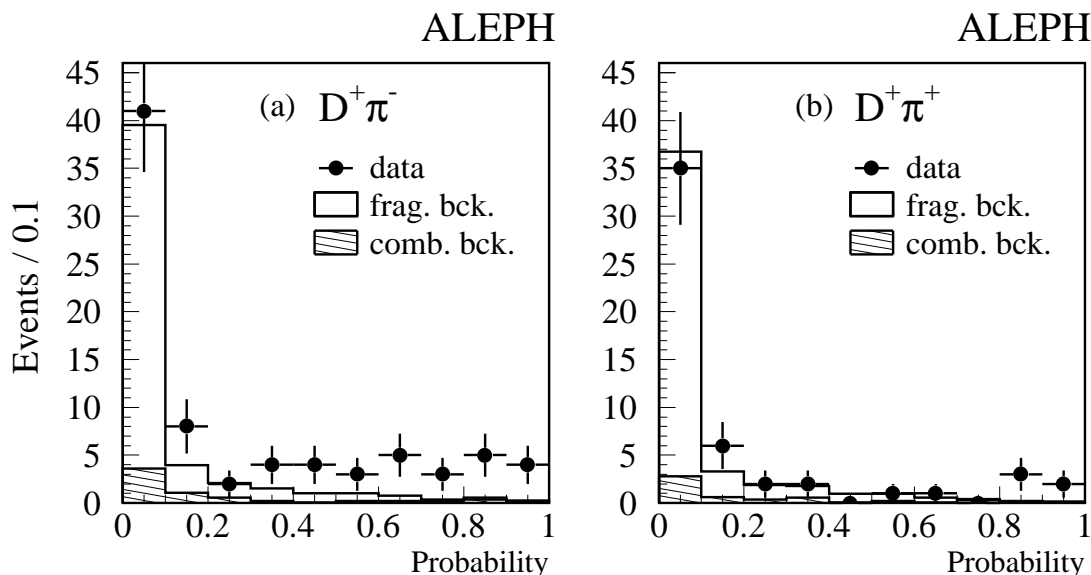 ALEPH
(a) D⁺π⁻
data
frag. bck.
comb. bck.
Events / 0.1
45
40
35
30
25
20
15
10
5
0
0 0.2 0.4 0.6 0.8 1
Probability
ALEPH
(b) D⁺π⁺
data
frag. bck.
comb. bck.
45
40
35
30
25
20
15
10
5
0
0 0.2 0.4 0.6 0.8 1
Probability